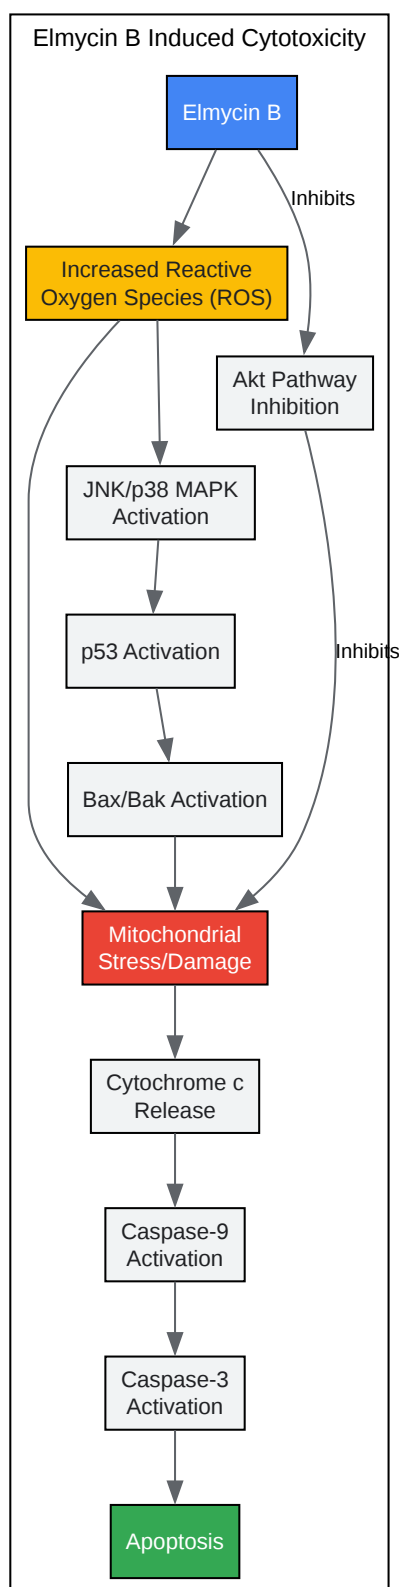 Elmycin B Induced Cytotoxicity
Elmycin B
Inhibits
Increased Reactive
Oxygen Species (ROS)
Akt Pathway
Inhibition
JNK/p38 MAPK
Activation
p53 Activation
Inhibits
Bax/Bak Activation
Mitochondrial
Stress/Damage
Cytochrome c
Release
Caspase-9
Activation
Caspase-3
Activation
Apoptosis